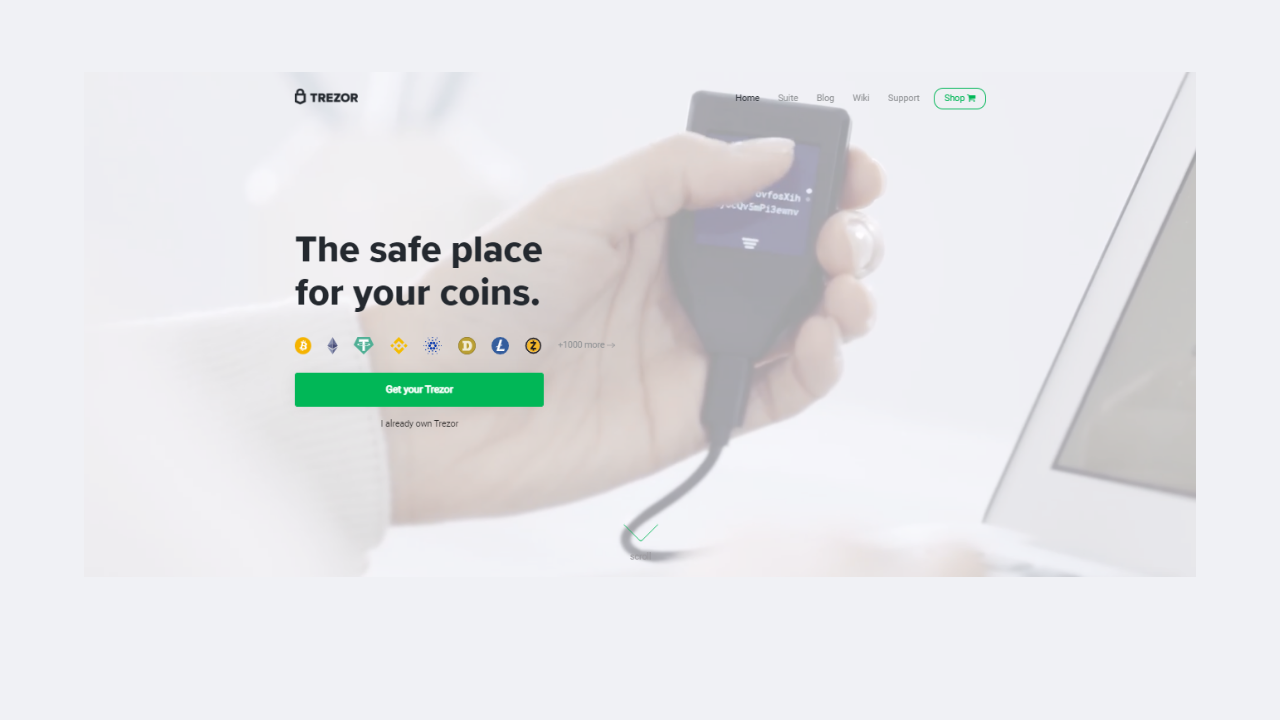 TREZOR
Home
Suite
Blog
Wiki
Support
Shop
The safe place
for your coins.
+1000 more →
Get your Trezor
I already own Trezor
scroll